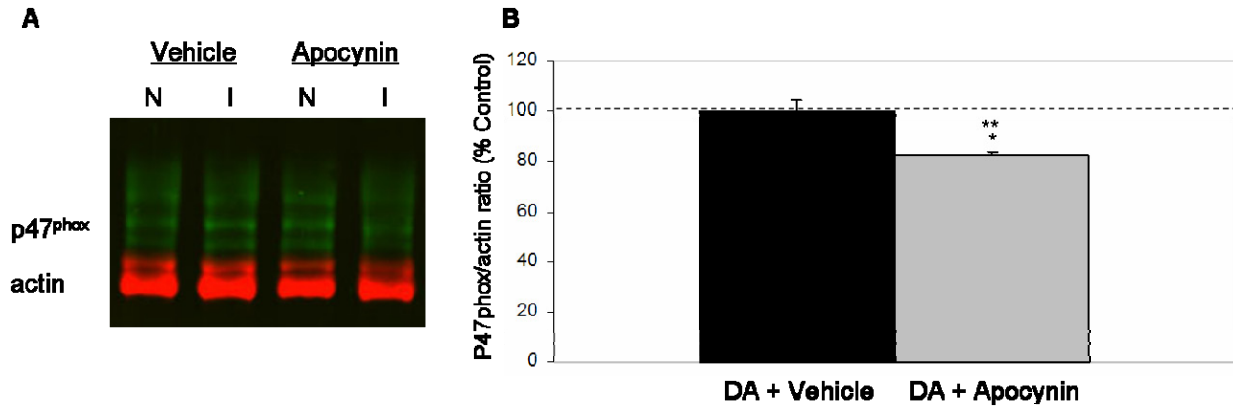 A
Vehicle Apocynin
N I N I
p47phox
actin
B
P47phox/actin ratio (% Control)
120
100
80
60
40
20
0
**
*
DA + Vehicle DA + Apocynin